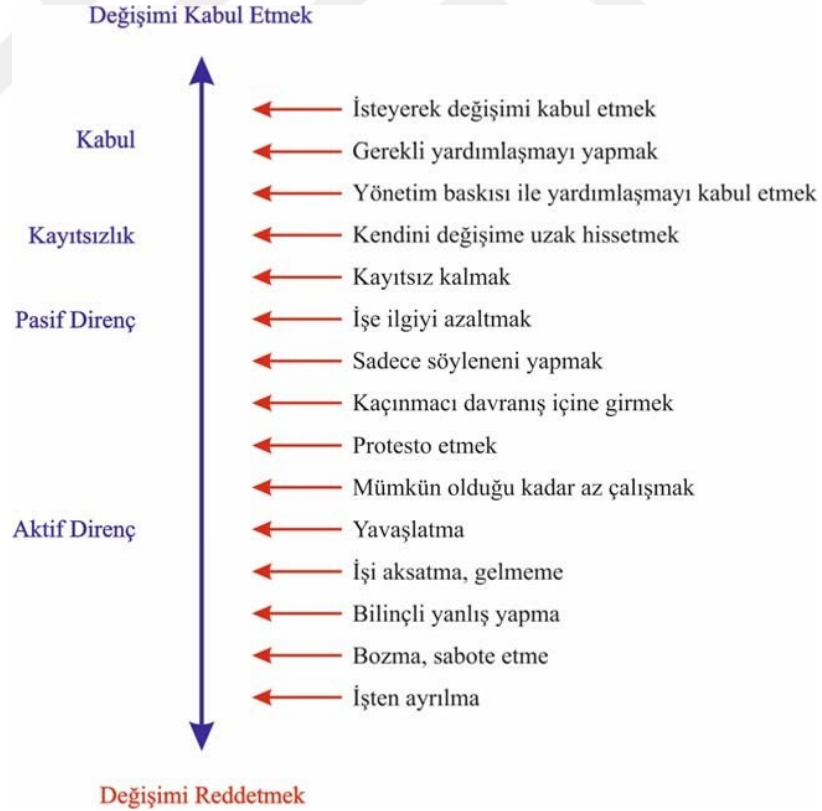 Değişimi Kabul Etmek
İsteyerek değişimi kabul etmek
Kabul
Gerekli yardımlaşmayı yapmak
Yönetim baskısı ile yardımlaşmayı kabul etmek
Kayıtsızlık
Kendini değişime uzak hissetmek
Kayıtsız kalmak
Pasif Direnç
İşe ilgiyi azaltmak
Sadece söyleneni yapmak
Kaçınmacı davranış içine girmek
Protesto etmek
Mümkün olduğu kadar az çalışmak
Aktif Direnç
Yavaşlatma
İşi aksatma, gelmeme
Bilinçli yanlış yapma
Bozma, sabote etme
İşten ayrılma
Değişimi Reddetmek